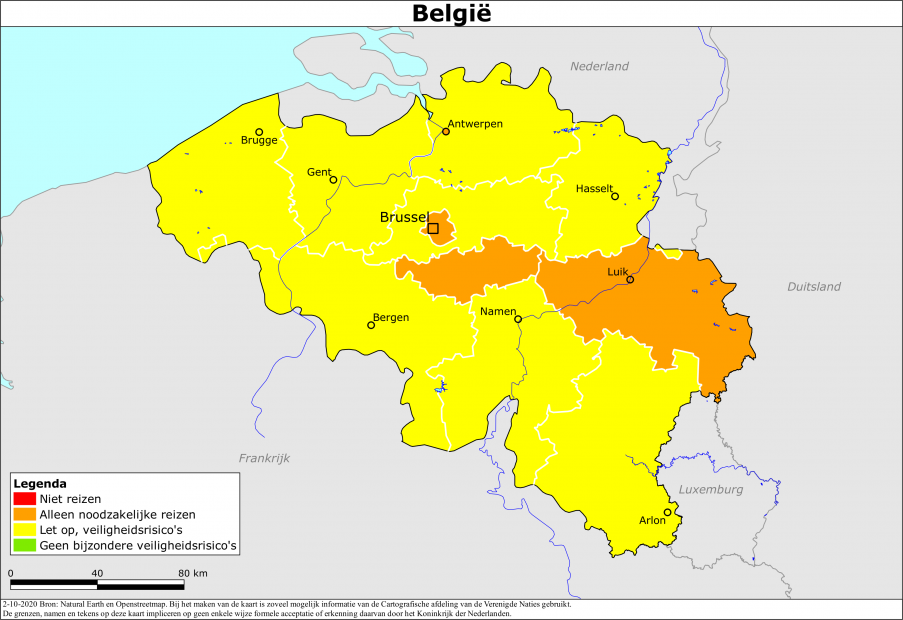 België
Nederland
Antwerpen
Brugge
Gent
Hasselt
Brussel
Luik
Duitsland
Namen
Bergen
Frankrijk
Luxemburg
Arlon
Legenda
Niet reizen
Alleen noodzakelijke reizen
Let op, veiligheidsrisico's
Geen bijzondere veiligheidsrisico's
0 40 80 km
2-10-2020 Bron: Natural Earth en Openstreetmap. Bij het maken van de kaart is zoveel mogelijk informatie van de Cartografische afdeling van de Verenigde Naties gebruikt.
De grenzen, namen en tekens op deze kaart impliceren op geen enkele wijze formele acceptatie of erkenning daarvan door het Koninkrijk der Nederlanden.